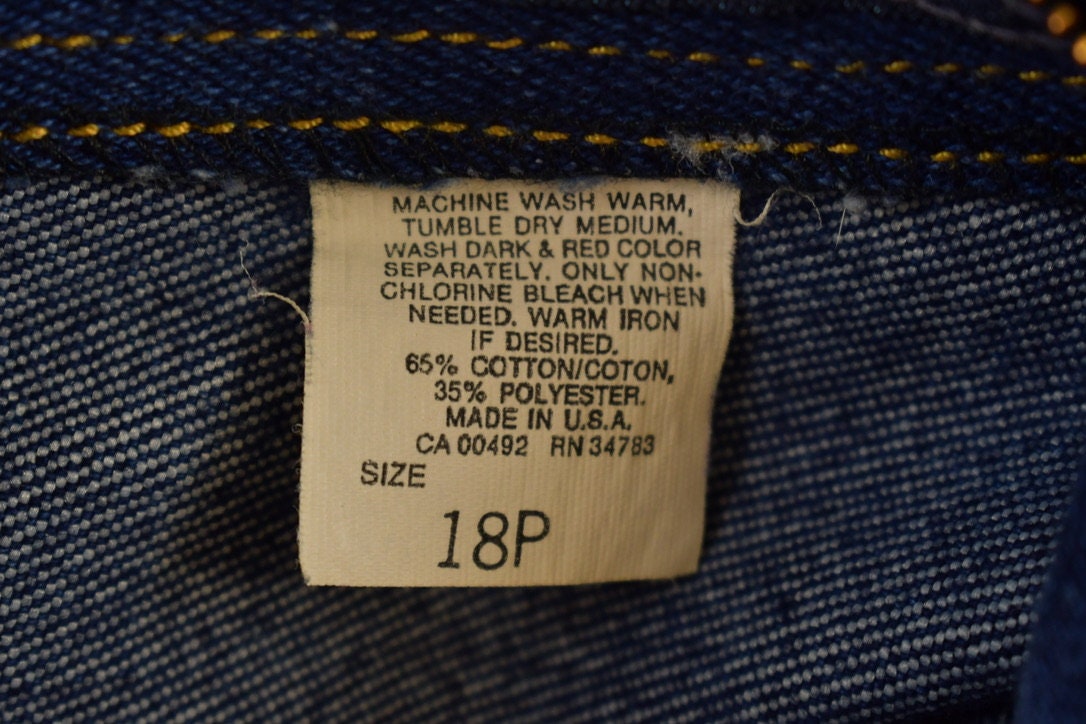 MACHINE WASH WARM,
TUMBLE DRY MEDIUM.
WASH DARK & RED COLOR
SEPARATELY. ONLY NON-
CHLORINE BLEACH WHEN
NEEDED. WARM IRON
IF DESIRED.
65% COTTON/COTON,
35% POLYESTER.
MADE IN U.S.A.
CA 00492 RN 34783
SIZE
18P